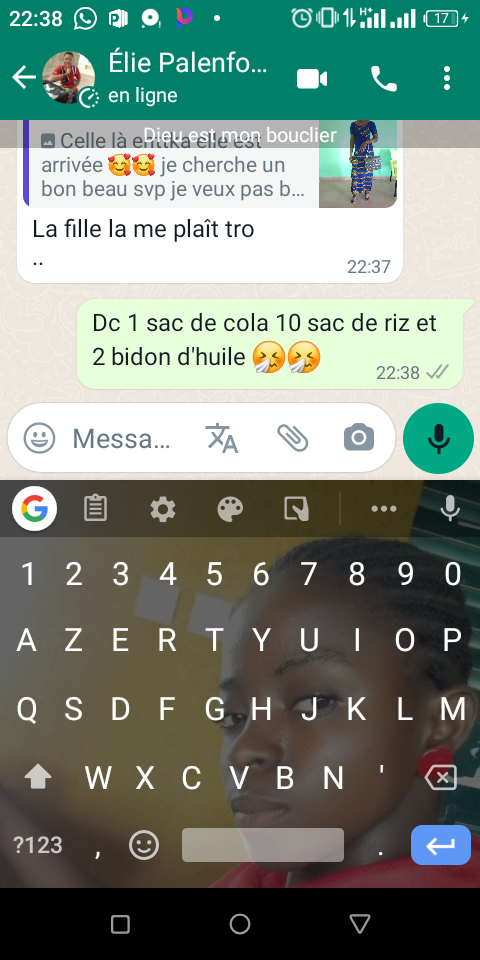 22:38 H+ 17
Élie Palenfo...
en ligne
Dieu est mon bouclier
Celle là enttka elle est
arrivée 🥰🥰 je cherche un
bon beau svp je veux pas b...
La fille la me plaît tro
..
22:37
Dc 1 sac de cola 10 sac de riz et
2 bidon d'huile 🤧🤧
22:38
Messa...
1 2 3 4 5 6 7 8 9 0
A Z E R T Y U I O P
Q S D F G H J K L M
W X C V B N '
?123 , .